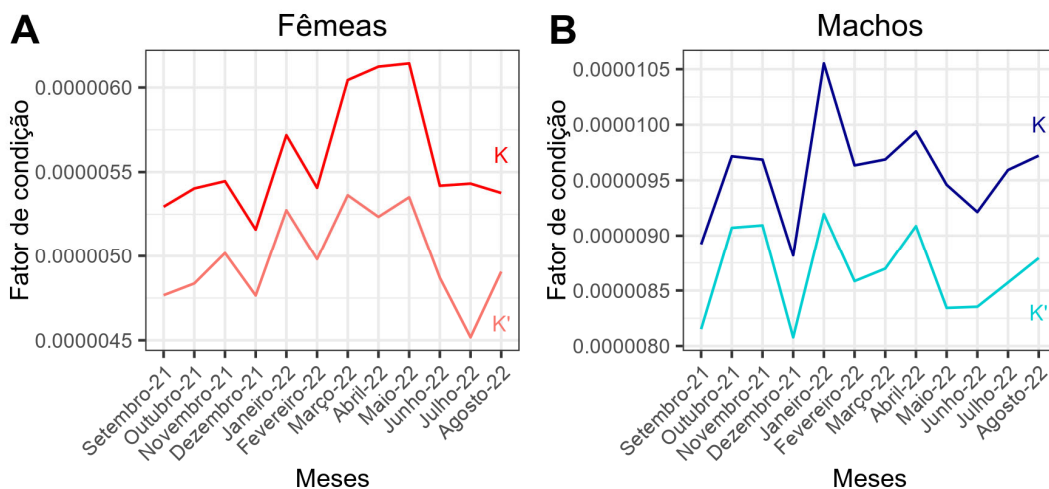 A
Fêmeas
Fator de condição
0.0000060
0.0000055
0.0000050
0.0000045
K
K'
Setembro-21
Outubro-21
Novembro-21
Dezembro-21
Janeiro-22
Fevereiro-22
Março-22
Abril-22
Maio-22
Junho-22
Julho-22
Agosto-22
Meses
B
Machos
Fator de condição
0.0000105
0.0000100
0.0000095
0.0000090
0.0000085
0.0000080
K
K'
Setembro-21
Outubro-21
Novembro-21
Dezembro-21
Janeiro-22
Fevereiro-22
Março-22
Abril-22
Maio-22
Junho-22
Julho-22
Agosto-22
Meses